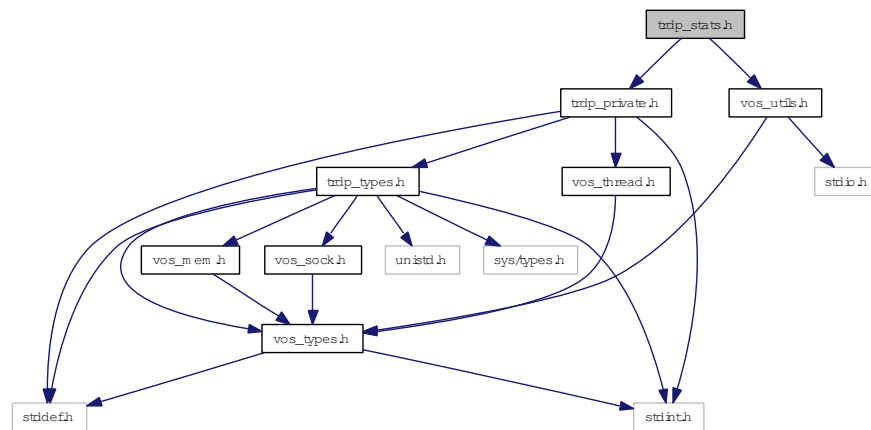 trdp_stats.h
trdp_private.h
vos_utils.h
trdp_types.h
vos_thread.h
stdio.h
vos_mem.h
vos_sock.h
unistd.h
sys/types.h
vos_types.h
stddef.h
stdint.h